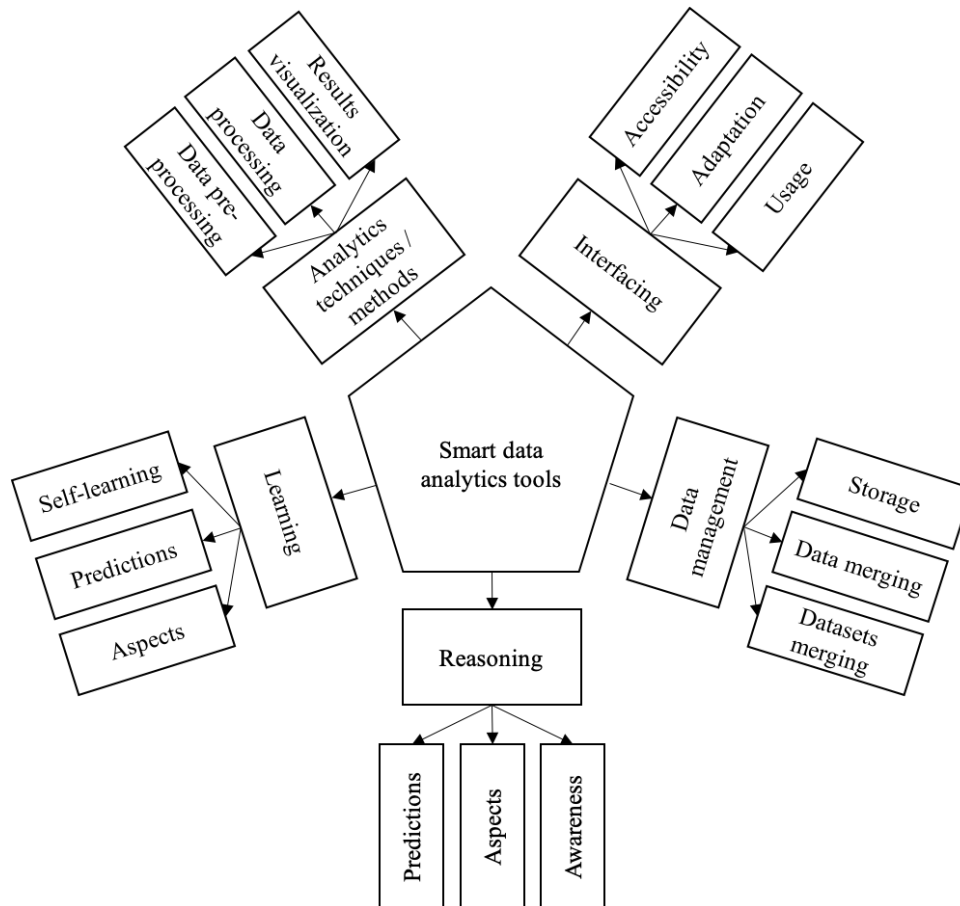 Results
visualization
Data
processing
Data pre-
processing
Analytics
techniques /
methods
Accessibility
Adaptation
Usage
Interfacing
Smart data
analytics tools
Learning
Self-learning
Predictions
Aspects
Data
management
Storage
Data merging
Datasets
merging
Reasoning
Predictions
Aspects
Awareness